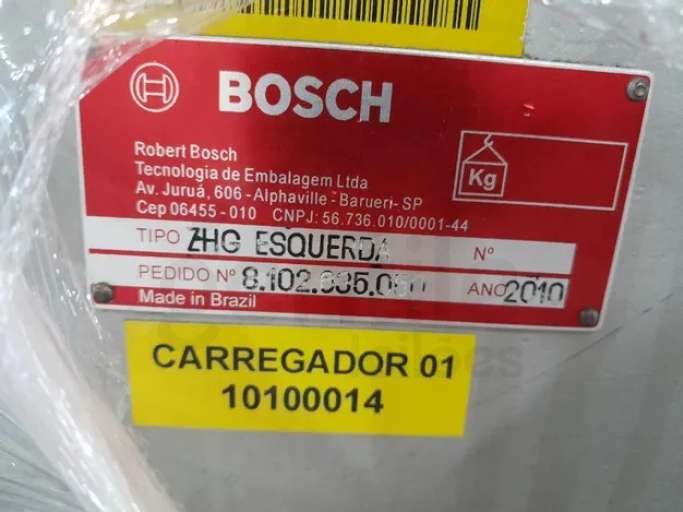 BOSCH
Robert Bosch
Tecnologia de Embalagem Ltda
Av. Juruá, 606 - Alphaville - Barueri- SP
Cep 06455 - 010 CNPJ: 56.736.010/0001-44
Kg
TIPO ZHG ESQUERDA Nº
PEDIDO Nº ANO 2010
Made in Brazil
CARREGADOR 01
10100014